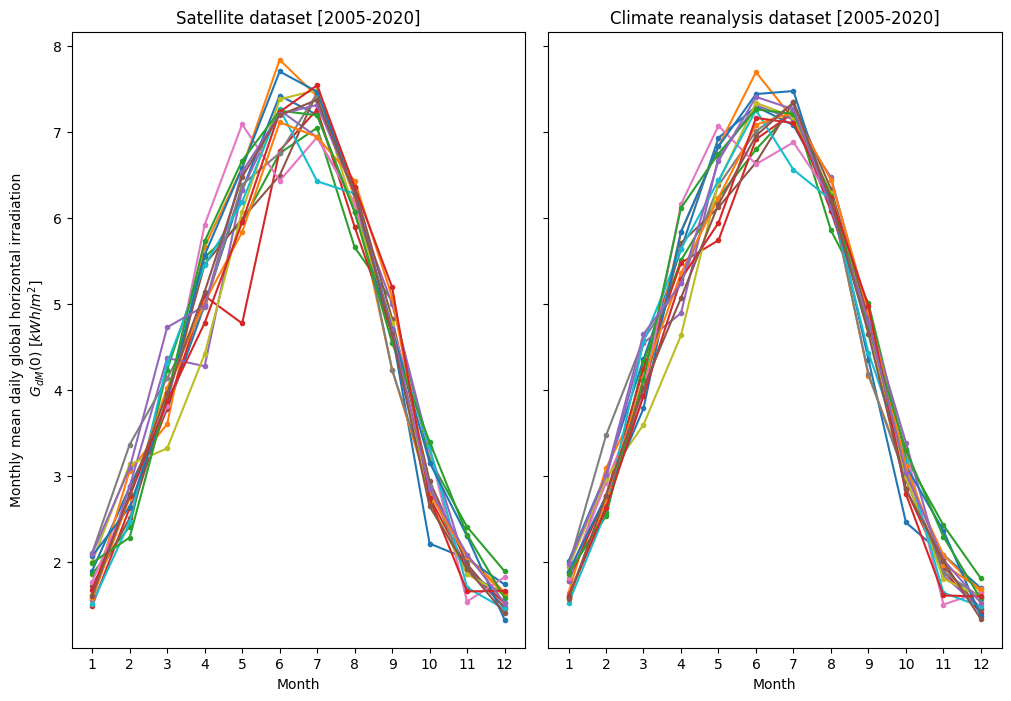 Satellite dataset [2005-2020]
Climate reanalysis dataset [2005-2020]
Monthly mean daily global horizontal irradiation
G_{dM}(0) [kWh/m^2]
8
7
6
5
4
3
2
1 2 3 4 5 6 7 8 9 10 11 12
Month
1 2 3 4 5 6 7 8 9 10 11 12
Month